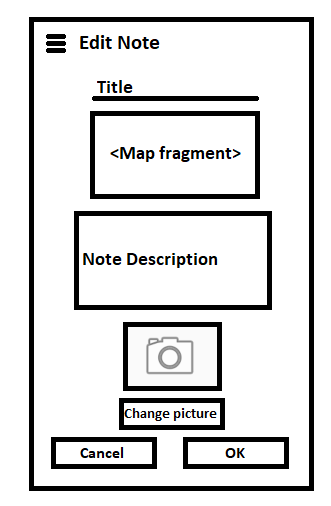 Edit Note
Title
<Map fragment>
Note Description
Change picture
Cancel
OK